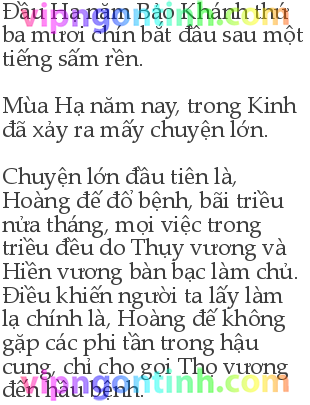 Đầu Hạ năm Bảo Khánh thứ
ba mươi chín bắt đầu sau một
tiếng sấm rền.
Mùa Hạ năm nay, trong Kinh
đã xảy ra mấy chuyện lớn.
Chuyện lớn đầu tiên là,
Hoàng đế đổ bệnh, bãi triều
nửa tháng, mọi việc trong
triều đều do Thụy vương và
Hiền vương bàn bạc làm chủ.
Điều khiến người ta lấy làm
lạ chính là, Hoàng đế không
gặp các phi tần trong hậu
cung, chỉ cho gọi Thọ vương
đến hầu bệnh.
vipngontinh.com
vipngontinh.com